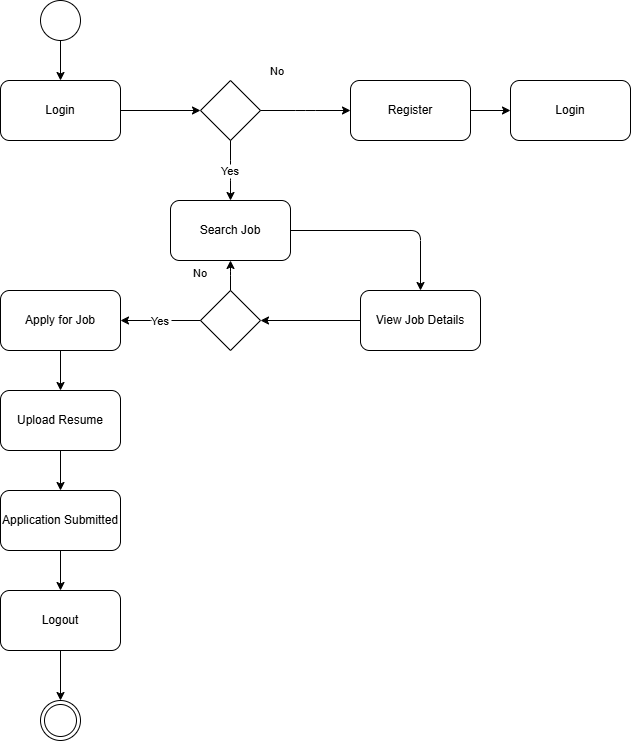 No
Login
Register
Login
Yes
Search Job
No
Apply for Job
Yes
View Job Details
Upload Resume
Application Submitted
Logout